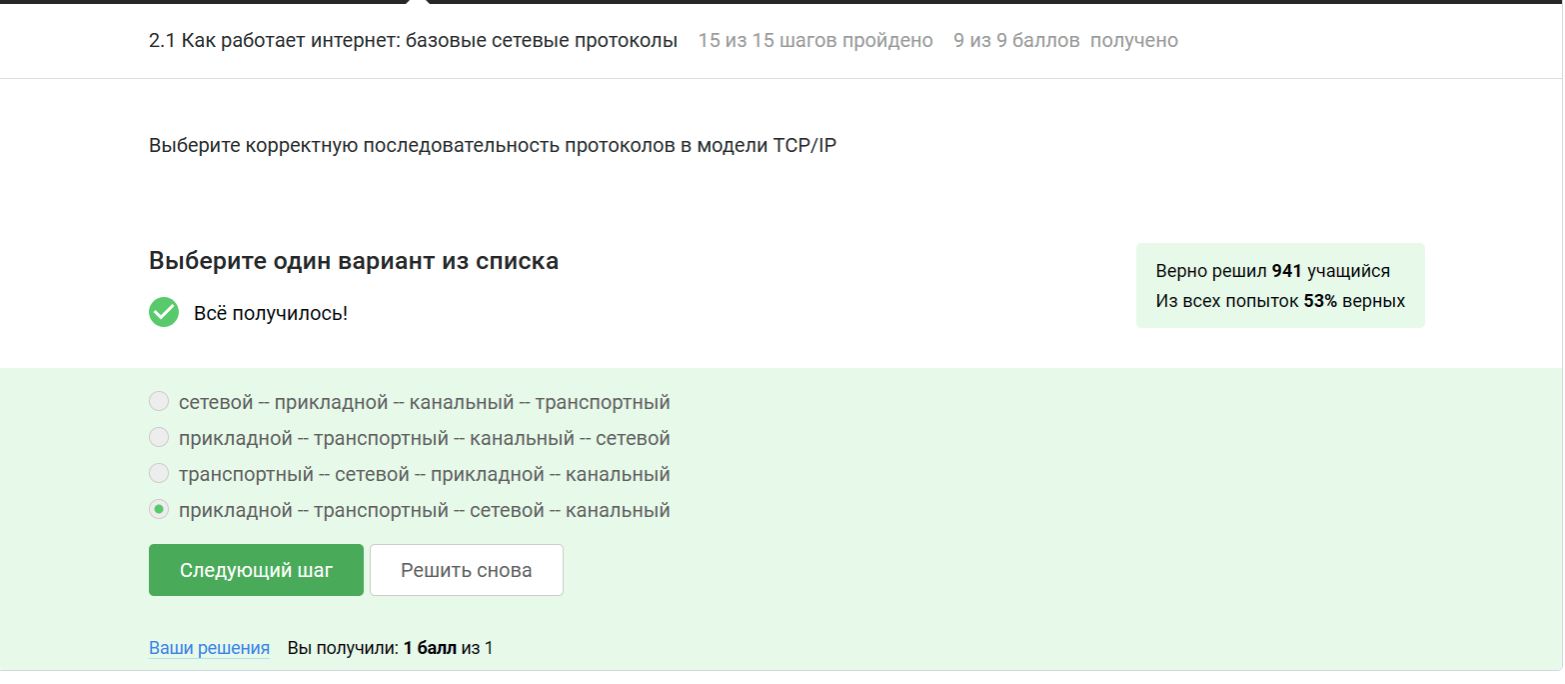 2.1 Как работает интернет: базовые сетевые протоколы 15 из 15 шагов пройдено 9 из 9 баллов получено
Выберите корректную последовательность протоколов в модели TCP/IP
Выберите один вариант из списка
Всё получилось!
Верно решил 941 учащийся
Из всех попыток 53% верных
сетевой -- прикладной -- канальный -- транспортный
прикладной -- транспортный -- канальный -- сетевой
транспортный -- сетевой -- прикладной -- канальный
прикладной -- транспортный -- сетевой -- канальный
Следующий шаг Решить снова
Ваши решения Вы получили: 1 балл из 1